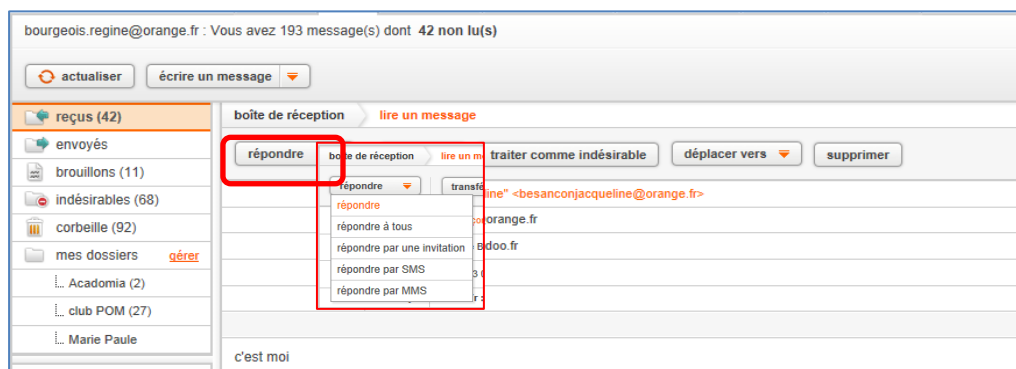 bourgeois.regine@orange.fr : Vous avez 193 message(s) dont 42 non lu(s)
actualiser écrire un message
reçus (42)
envoyés
brouillons (11)
indésirables (68)
corbeille (92)
mes dossiers gérer
Acadomia (2)
club POM (27)
Marie Paule
boîte de réception lire un message
répondre traiter comme indésirable déplacer vers supprimer
boîte de réception lire un m
répondre transfé
répondre
répondre à tous
répondre par une invitation
répondre par SMS
répondre par MMS
ine" <besanconjacqueline@orange.fr>
orange.fr
doo.fr
c'est moi